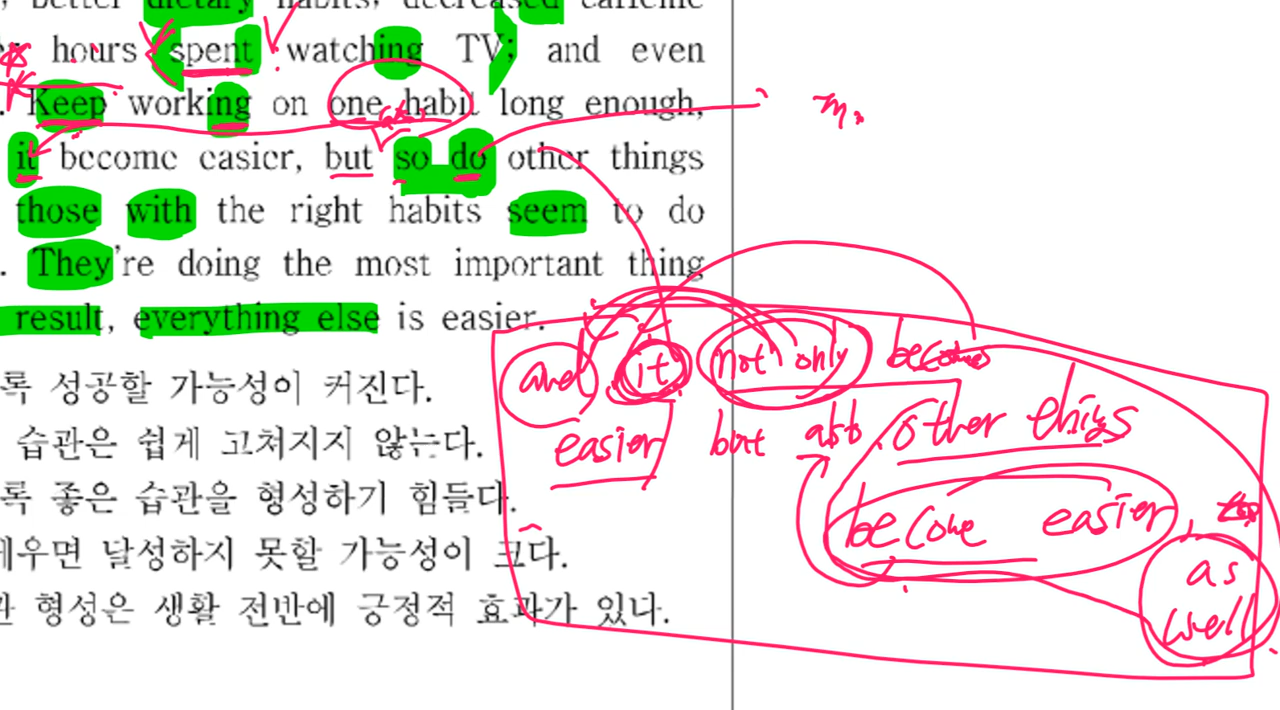 , better dietary habits, decreased caffeine
hours spent watching TV; and even
. Keep working on one habit long enough,
it become easier, but so do other things
those with the right habits seem to do
. They're doing the most important thing
result, everything else is easier.
록 성공할 가능성이 커진다.
습관은 쉽게 고쳐지지 않는다.
록 좋은 습관을 형성하기 힘들다.
세우면 달성하지 못할 가능성이 크다.
형성은 생활 전반에 긍정적 효과가 있다.
and it not only
easier but also other things
become easier,
as
well